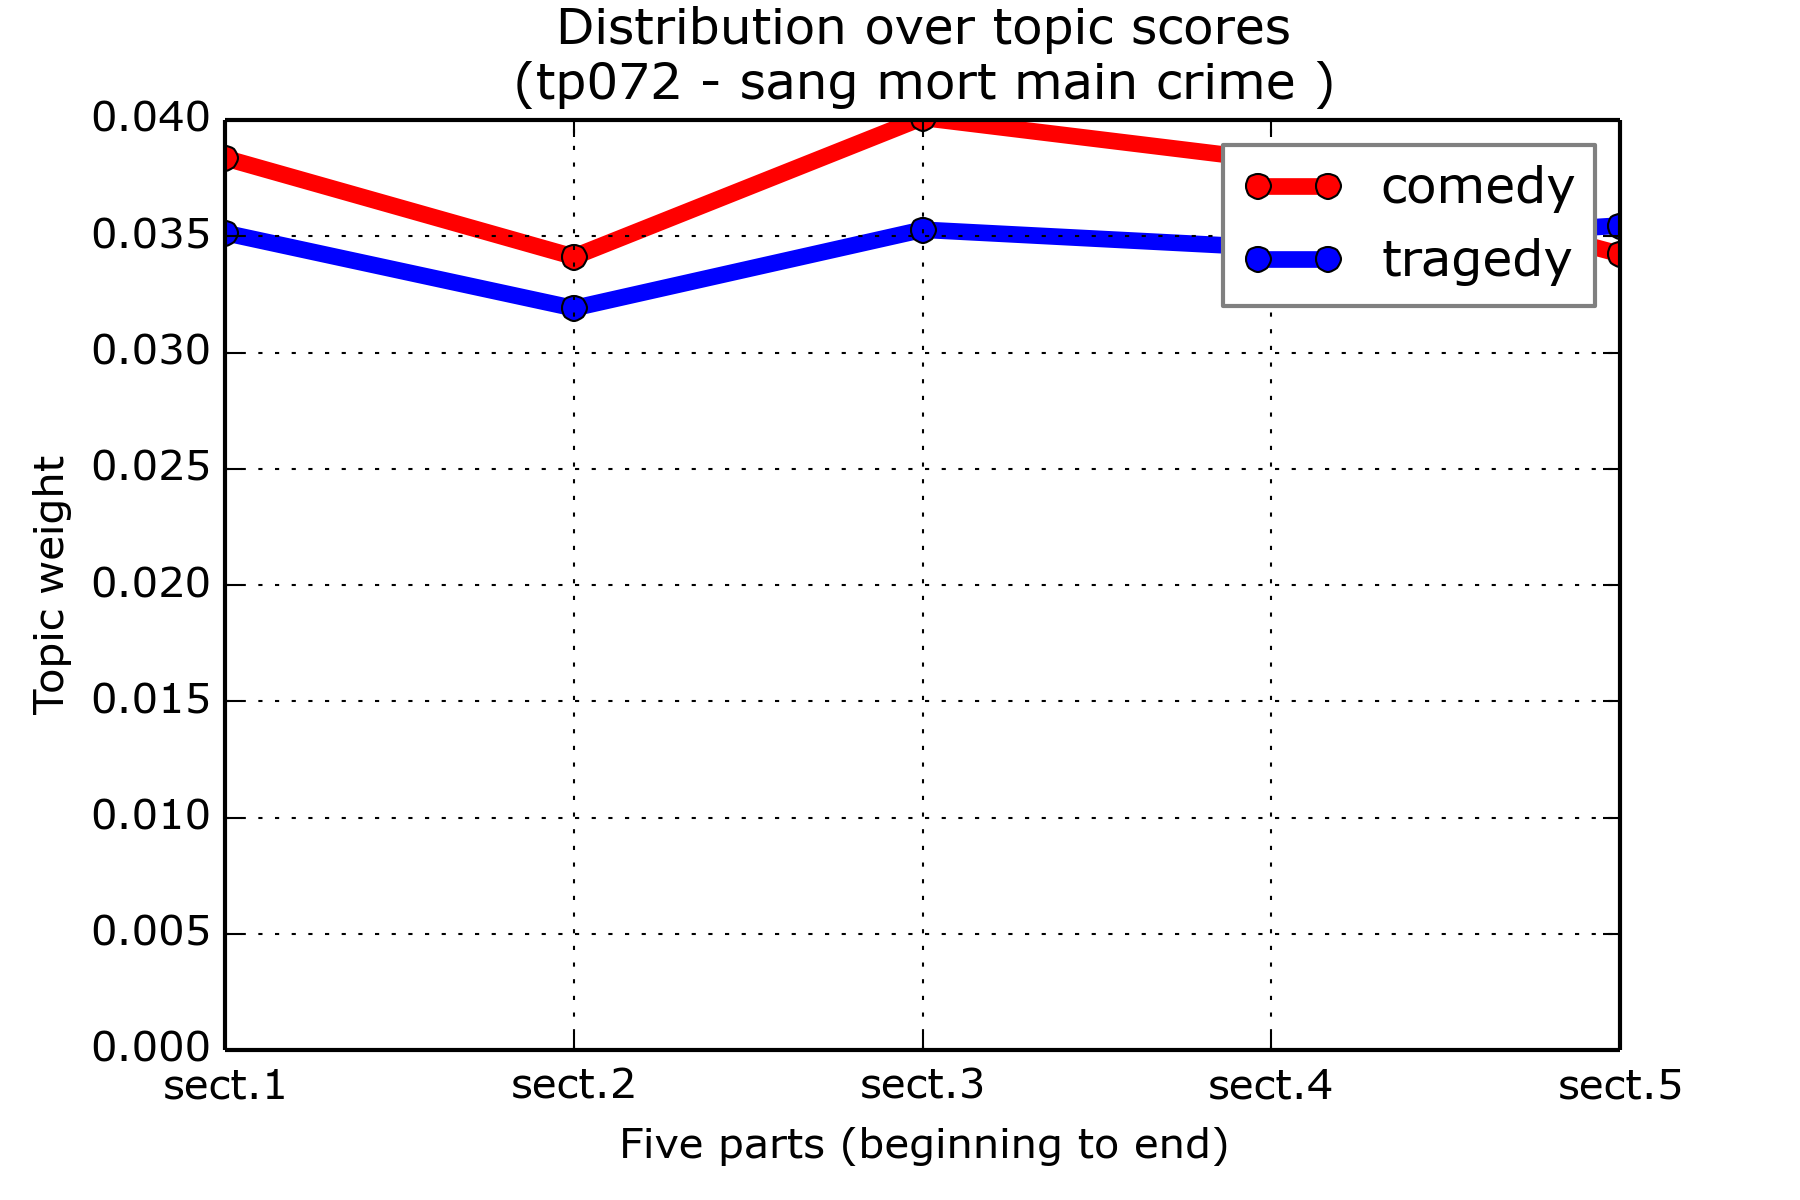 Distribution over topic scores
(tp072 - sang mort main crime )
0.040
0.035
0.030
0.025
0.020
0.015
0.010
0.005
0.000
Topic weight
comedy
tragedy
sect.1 sect.2 sect.3 sect.4 sect.5
Five parts (beginning to end)